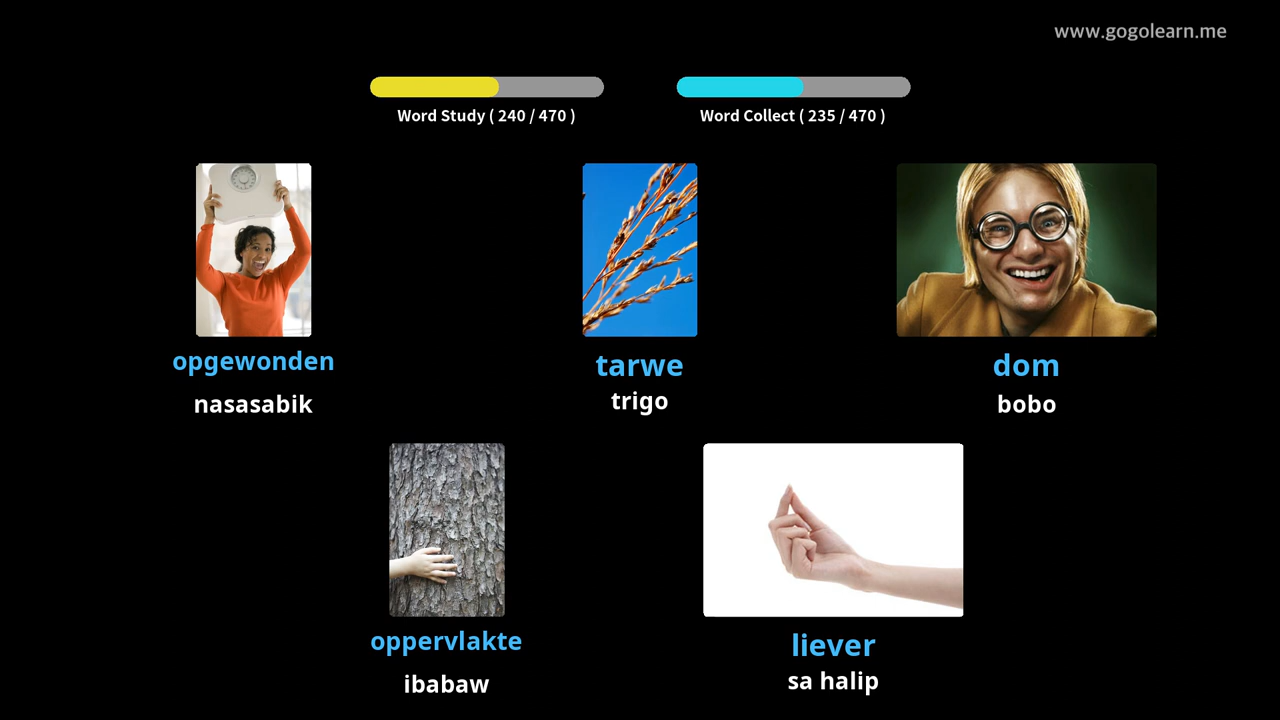 www.gogolearn.me
Word Study ( 240 / 470 )
Word Collect ( 235 / 470 )
opgewonden
nasasabik
tarwe
trigo
dom
bobo
oppervlakte
ibabaw
liever
sa halip